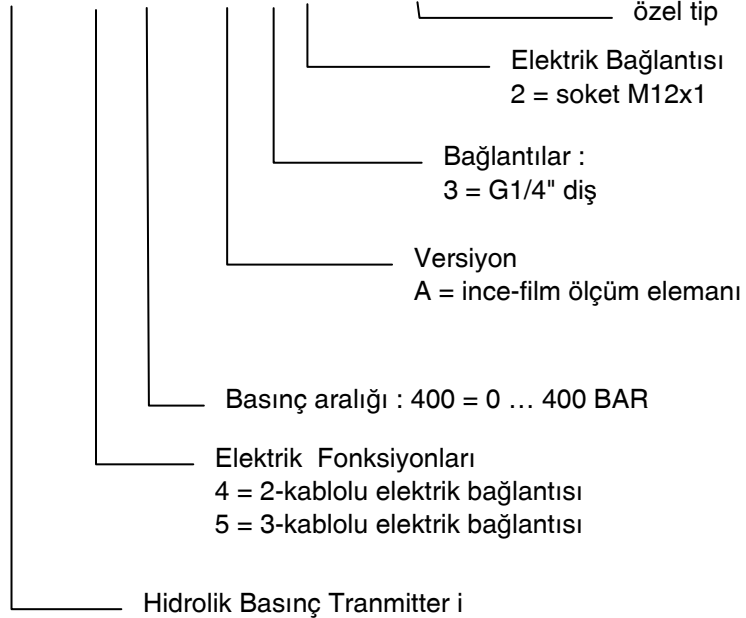 özel tip
Elektrik Bağlantısı
2 = soket M12x1
Bağlantılar :
3 = G1/4" diş
Versiyon
A = ince-film ölçüm elemanı
Basınç aralığı : 400 = 0 … 400 BAR
Elektrik  Fonksiyonları
4 = 2-kablolu elektrik bağlantısı
5 = 3-kablolu elektrik bağlantısı
Hidrolik Basınç Tranmitter i